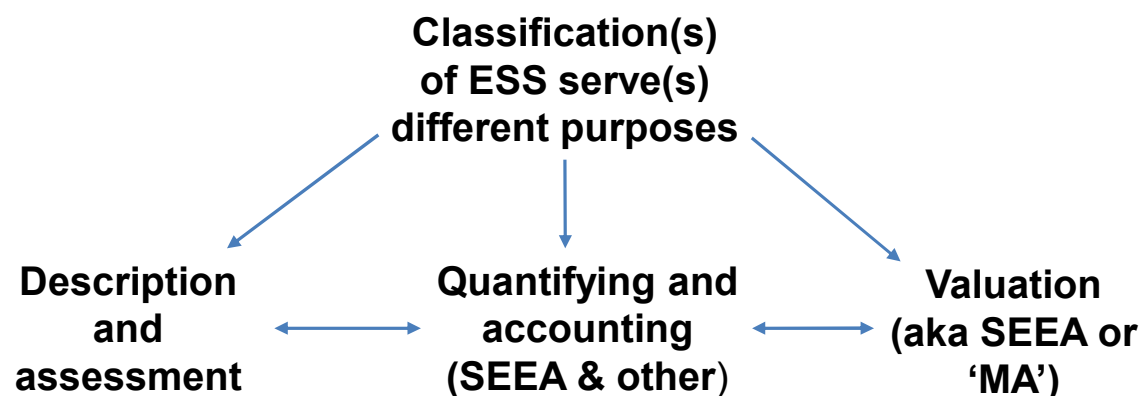 Classification(s)
of ESS serve(s)
different purposes
Description
and
assessment
Quantifying and
accounting
(SEEA & other)
Valuation
(aka SEEA or
‘MA’)